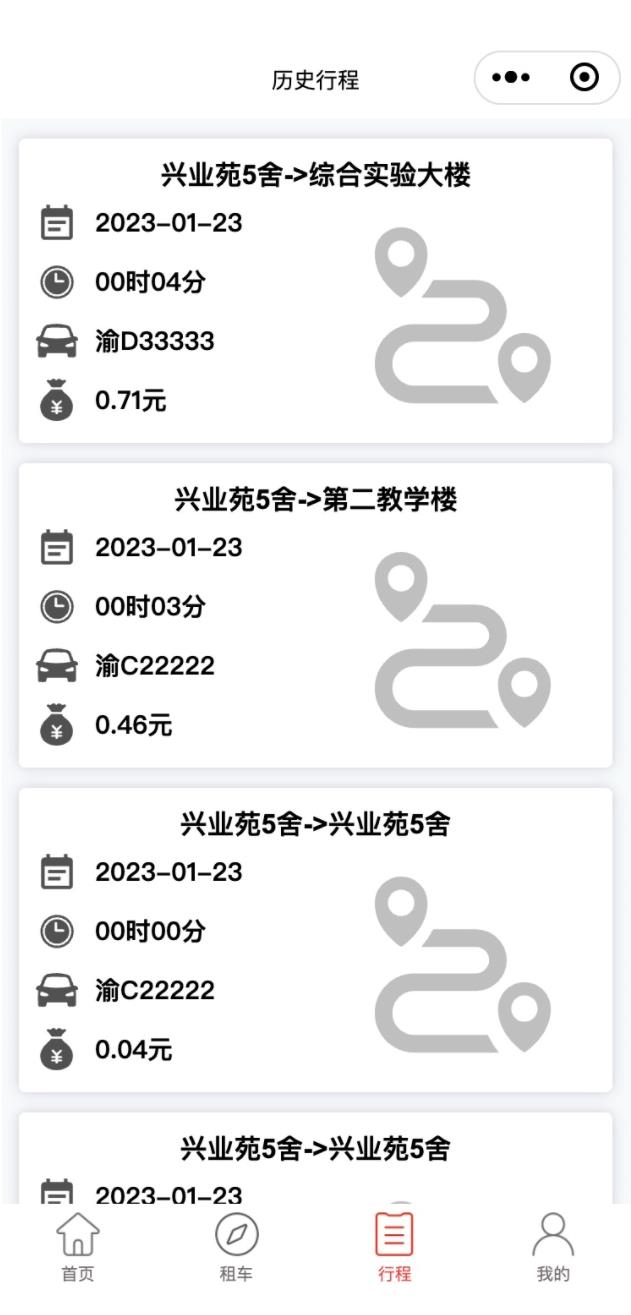 历史行程
兴业苑5舍->综合实验大楼
2023-01-23
00时04分
渝D33333
0.71元
兴业苑5舍->第二教学楼
2023-01-23
00时03分
渝C22222
0.46元
兴业苑5舍->兴业苑5舍
2023-01-23
00时00分
渝C22222
0.04元
兴业苑5舍->兴业苑5舍
2023-01-23
首页
租车
行程
我的